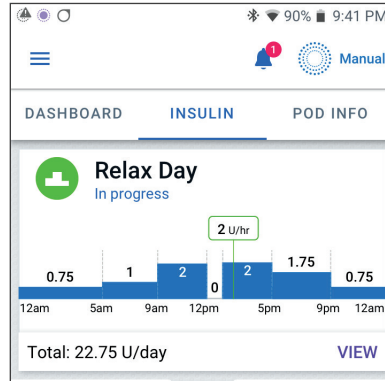 90% 9:41 PM
1
Manual
DASHBOARD INSULIN POD INFO
Relax Day
In progress
2 U/hr
0.75 1 2 0 2 1.75 0.75
12am 5am 9am 12pm 5pm 9pm 12am
Total: 22.75 U/day VIEW